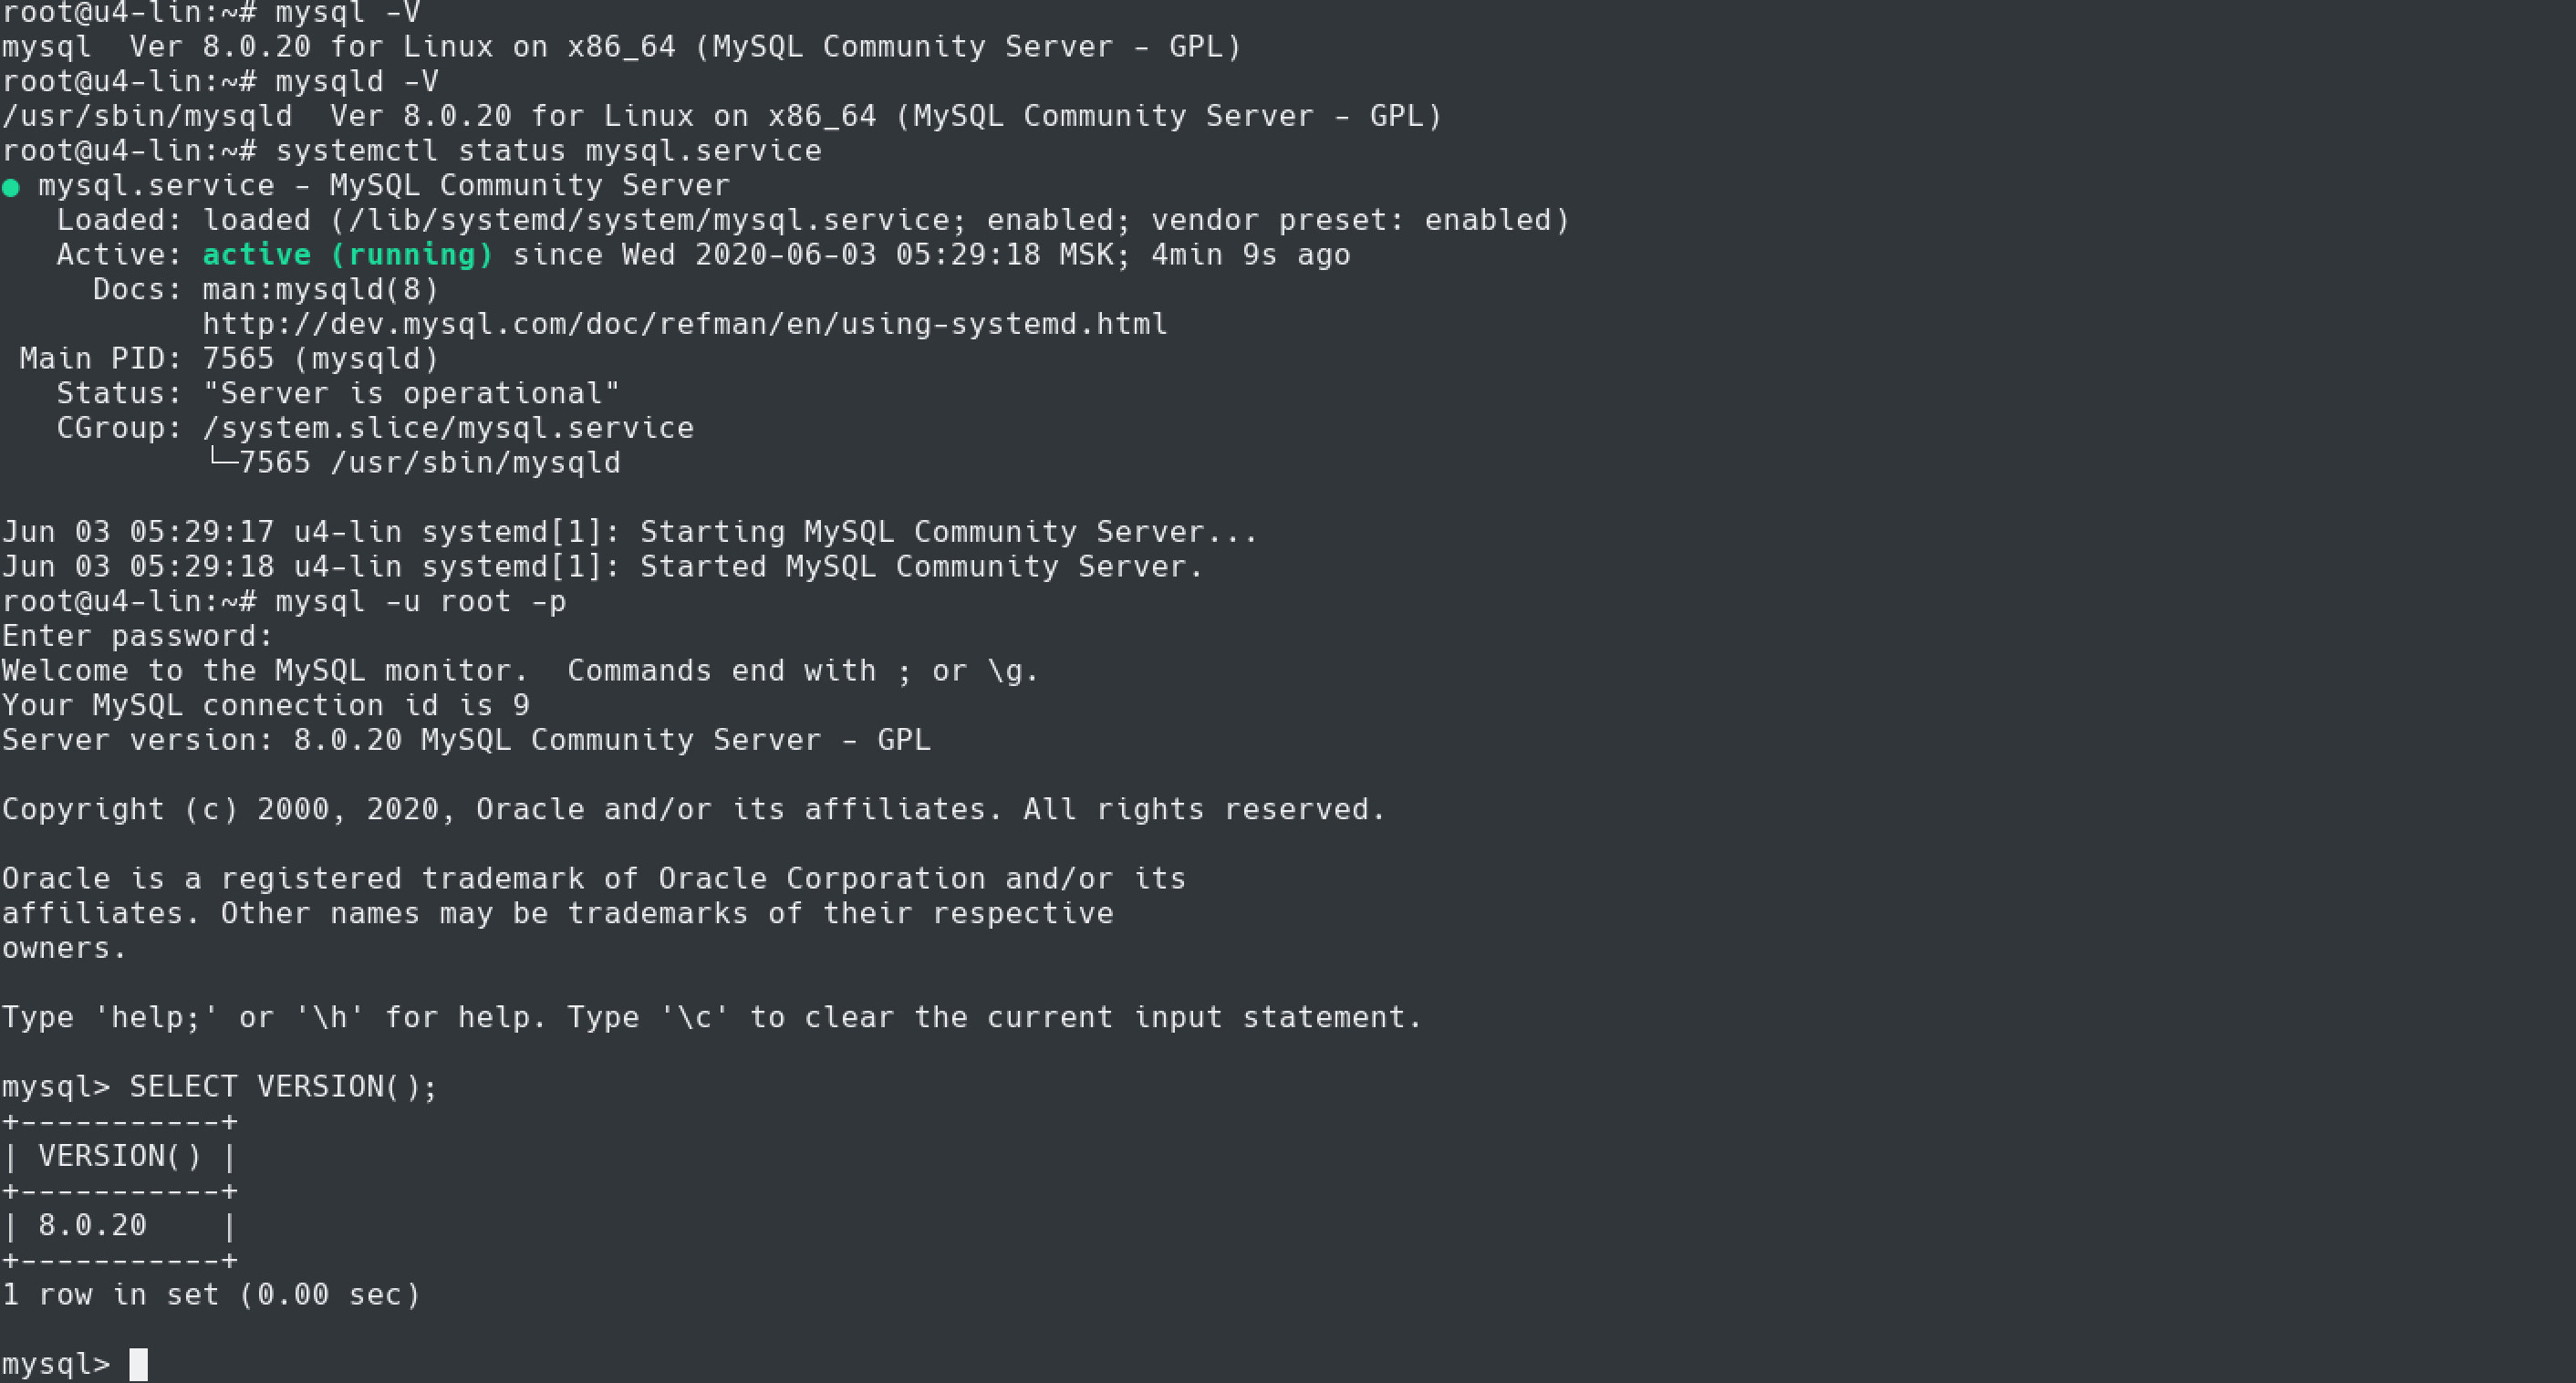 root@u4-lin:~# mysql -V
mysql  Ver 8.0.20 for Linux on x86_64 (MySQL Community Server - GPL)
root@u4-lin:~# mysqld -V
/usr/sbin/mysqld  Ver 8.0.20 for Linux on x86_64 (MySQL Community Server - GPL)
root@u4-lin:~# systemctl status mysql.service
● mysql.service - MySQL Community Server
   Loaded: loaded (/lib/systemd/system/mysql.service; enabled; vendor preset: enabled)
   Active: active (running) since Wed 2020-06-03 05:29:18 MSK; 4min 9s ago
     Docs: man:mysqld(8)
           http://dev.mysql.com/doc/refman/en/using-systemd.html
 Main PID: 7565 (mysqld)
   Status: "Server is operational"
   CGroup: /system.slice/mysql.service
           └─7565 /usr/sbin/mysqld

Jun 03 05:29:17 u4-lin systemd[1]: Starting MySQL Community Server...
Jun 03 05:29:18 u4-lin systemd[1]: Started MySQL Community Server.
root@u4-lin:~# mysql -u root -p
Enter password:
Welcome to the MySQL monitor.  Commands end with ; or \g.
Your MySQL connection id is 9
Server version: 8.0.20 MySQL Community Server - GPL

Copyright (c) 2000, 2020, Oracle and/or its affiliates. All rights reserved.

Oracle is a registered trademark of Oracle Corporation and/or its
affiliates. Other names may be trademarks of their respective
owners.

Type 'help;' or '\h' for help. Type '\c' to clear the current input statement.

mysql> SELECT VERSION();
+-----------+
| VERSION() |
+-----------+
| 8.0.20    |
+-----------+
1 row in set (0.00 sec)

mysql>